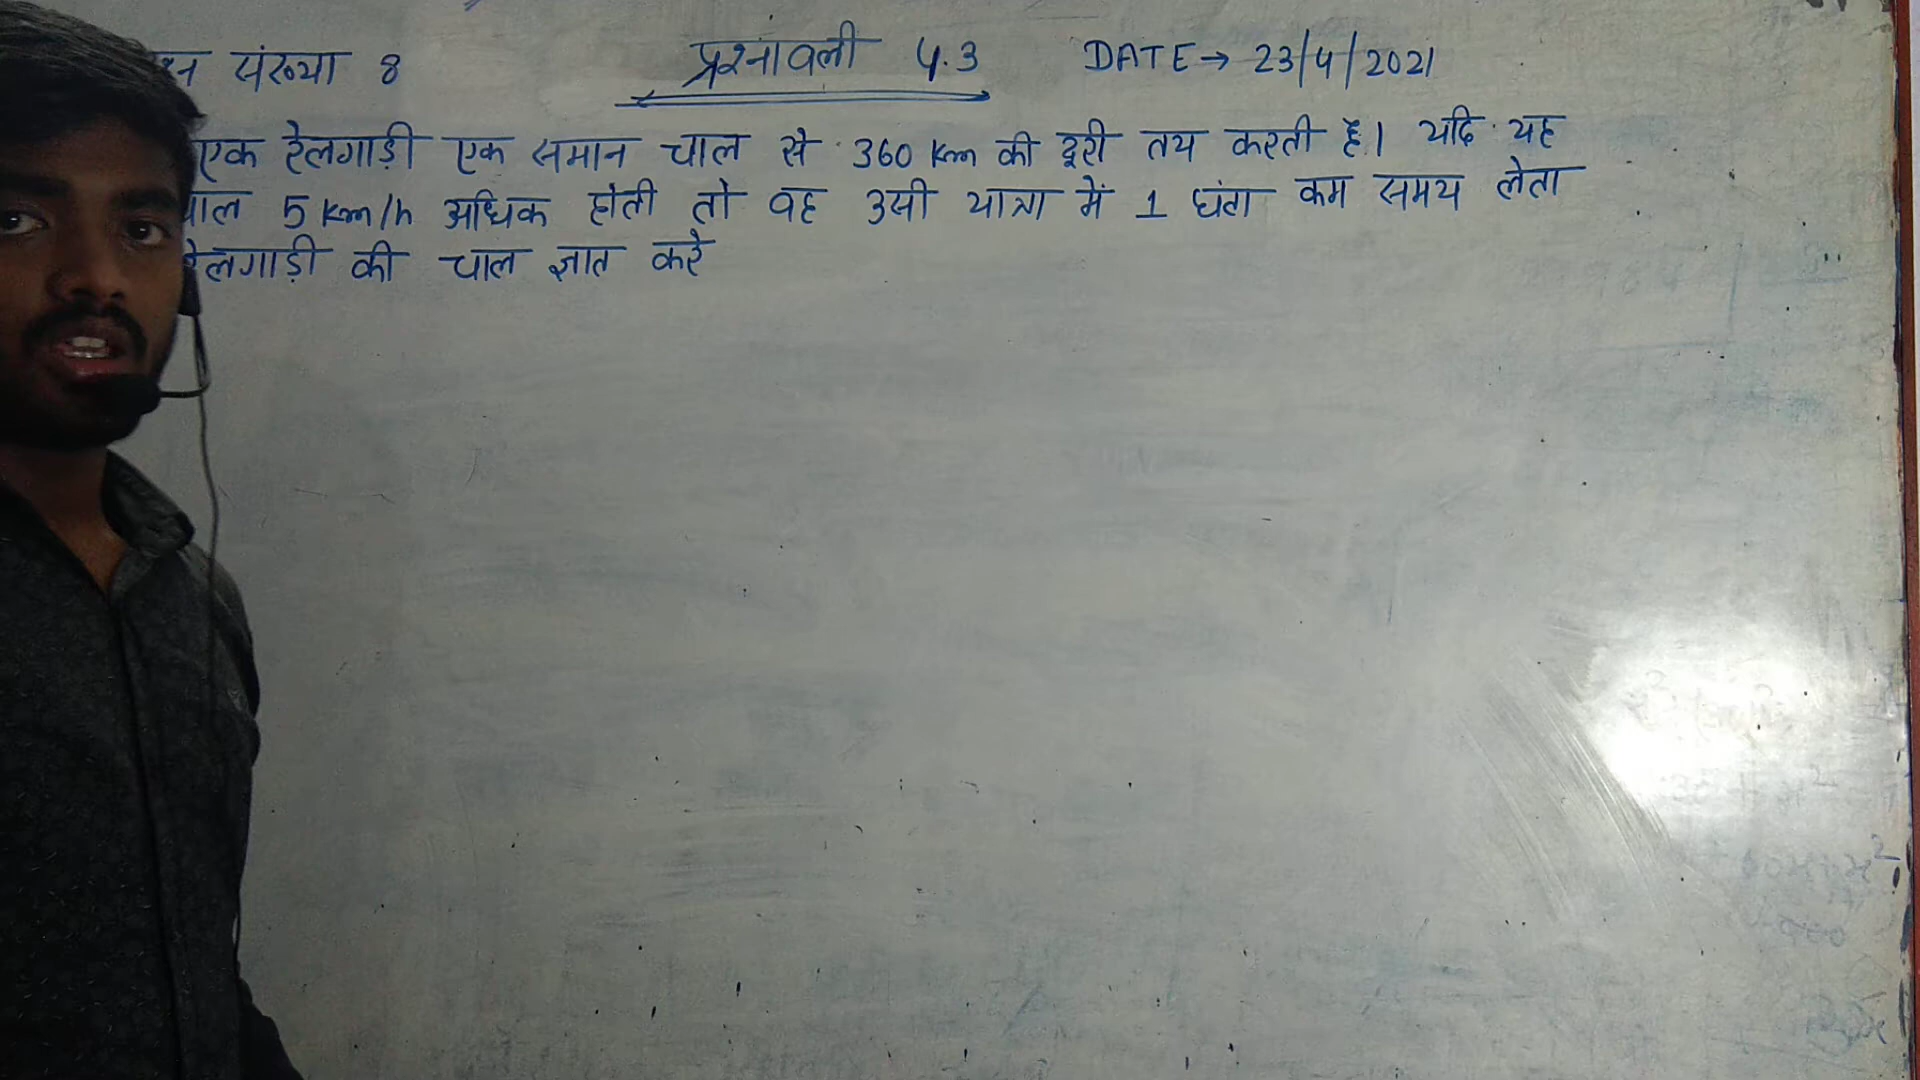 संख्या 8 प्रश्नावली 4.3 DATE→ 23/4/2021
एक रेलगाड़ी एक समान चाल से 360 Km की दूरी तय करती है। यदि यह
5 Km/h अधिक होती तो वह उसी यात्रा में 1 घंटा कम समय लेता
रेलगाड़ी की चाल ज्ञात करे